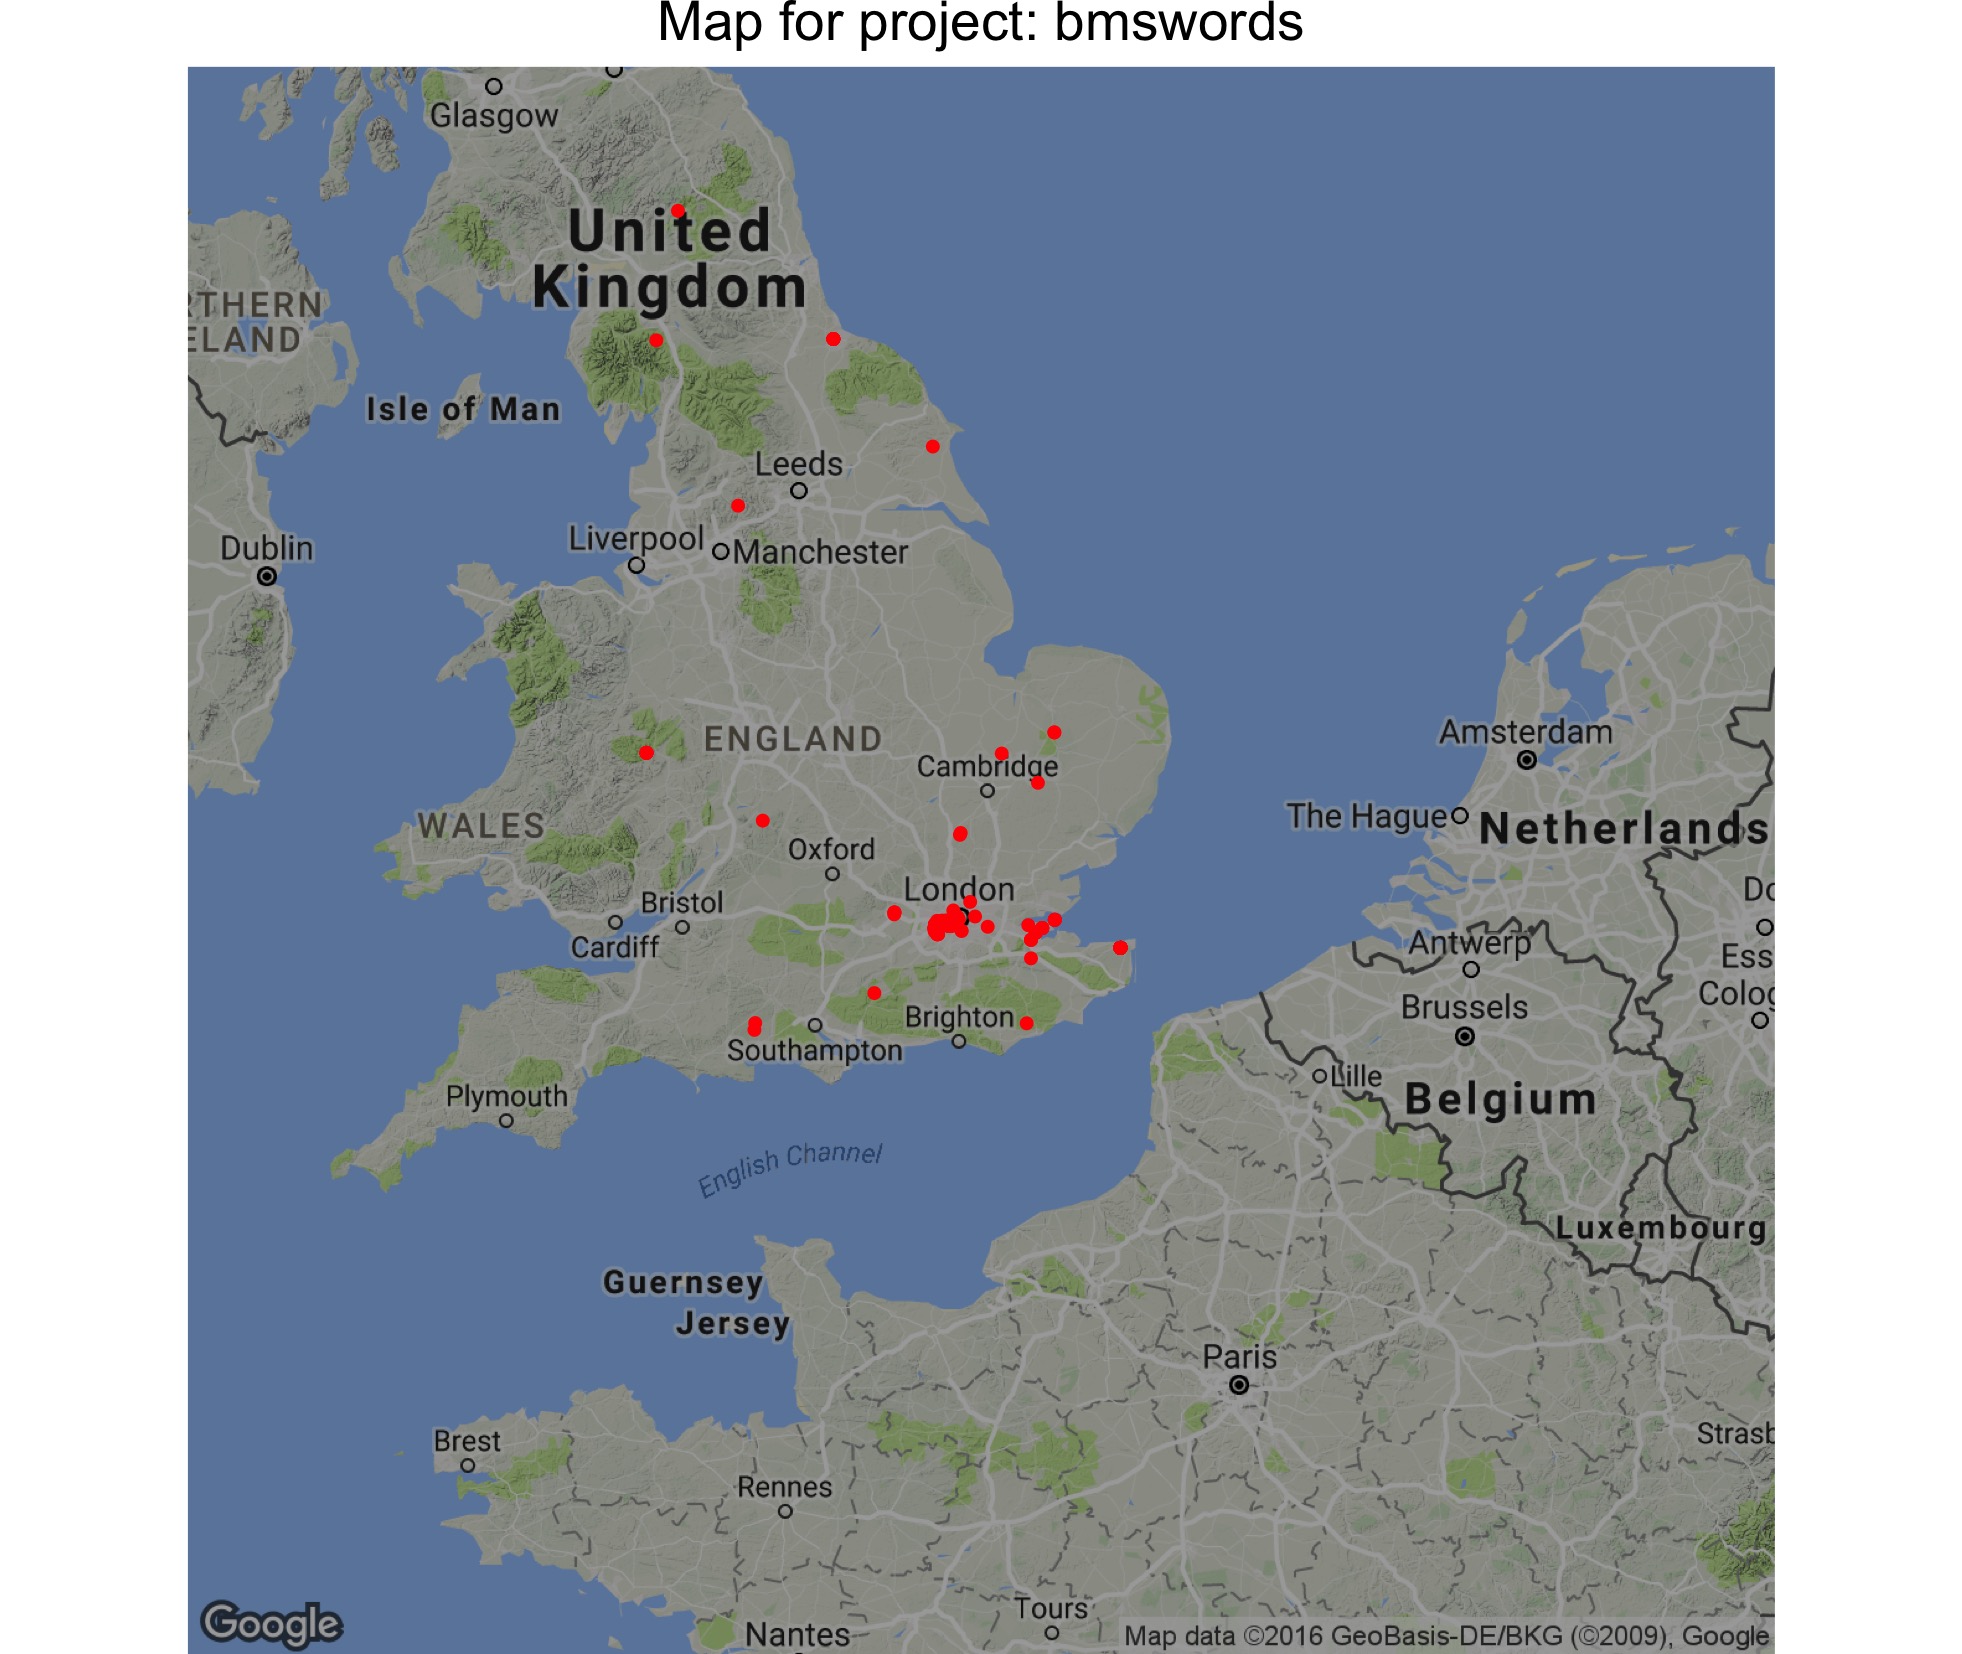 Map for project: bmswords
Glasgow
United
Kingdom
RTHERN
ELAND
Isle of Man
Leeds
Liverpool
Manchester
Dublin
ENGLAND
Cambridge
Amsterdam
The Hague
Netherlands
WALES
Oxford
London
Do
Bristol
Cardiff
Antwerp
Ess
Colog
Brussels
Brighton
Southampton
Lille
Belgium
Plymouth
English Channel
Luxembourg
Guernsey
Jersey
Paris
Brest
Strasb
Rennes
Tours
Nantes
Google
Map data ©2016 GeoBasis-DE/BKG (©2009), Google